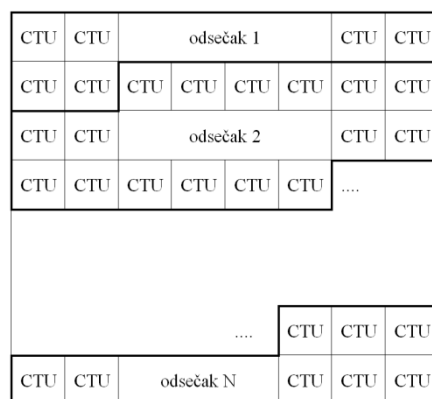 CTU CTU odsečak 1 CTU CTU
CTU CTU CTU CTU CTU CTU CTU CTU
CTU CTU odsečak 2 CTU CTU
CTU CTU CTU CTU CTU CTU ....
.... CTU CTU CTU
CTU CTU odsečak N CTU CTU CTU